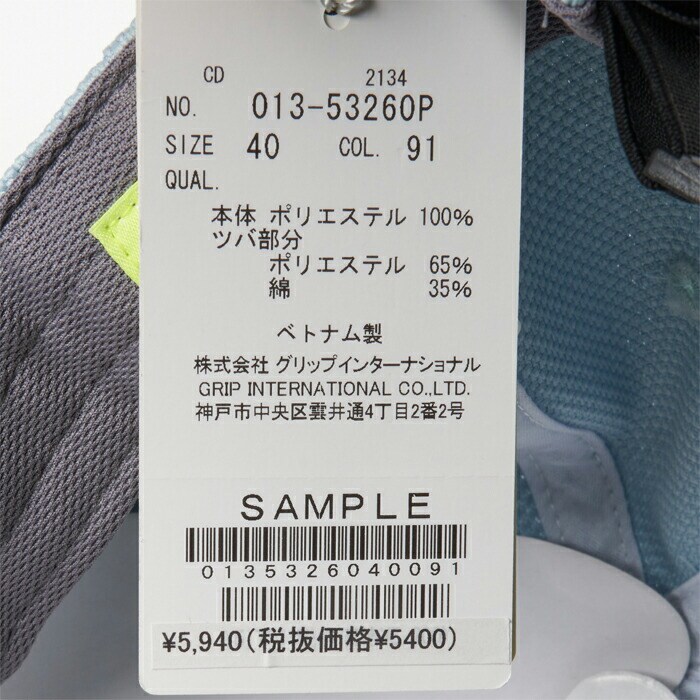 CD 2134
NO. 013-53260P
SIZE 40 COL. 91
QUAL.
本体 ポリエステル 100%
ツバ部分
ポリエステル 65%
綿 35%
ベトナム製
株式会社 グリップインターナショナル
GRIP INTERNATIONAL CO.,LTD.
神戸市中央区雲井通4丁目2番2号
SAMPLE
0135326040091
¥5,940(税抜価格¥5400)